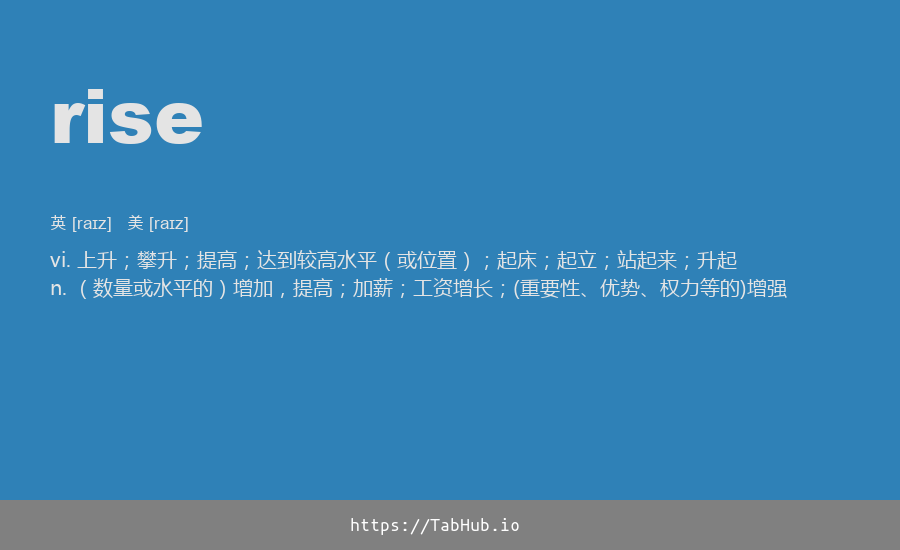 rise
英 [raɪz] 美 [raɪz]
vi. 上升；攀升；提高；达到较高水平（或位置）；起床；起立；站起来；升起
n. （数量或水平的）增加，提高；加薪；工资增长；(重要性、优势、权力等的)增强
https://TabHub.io